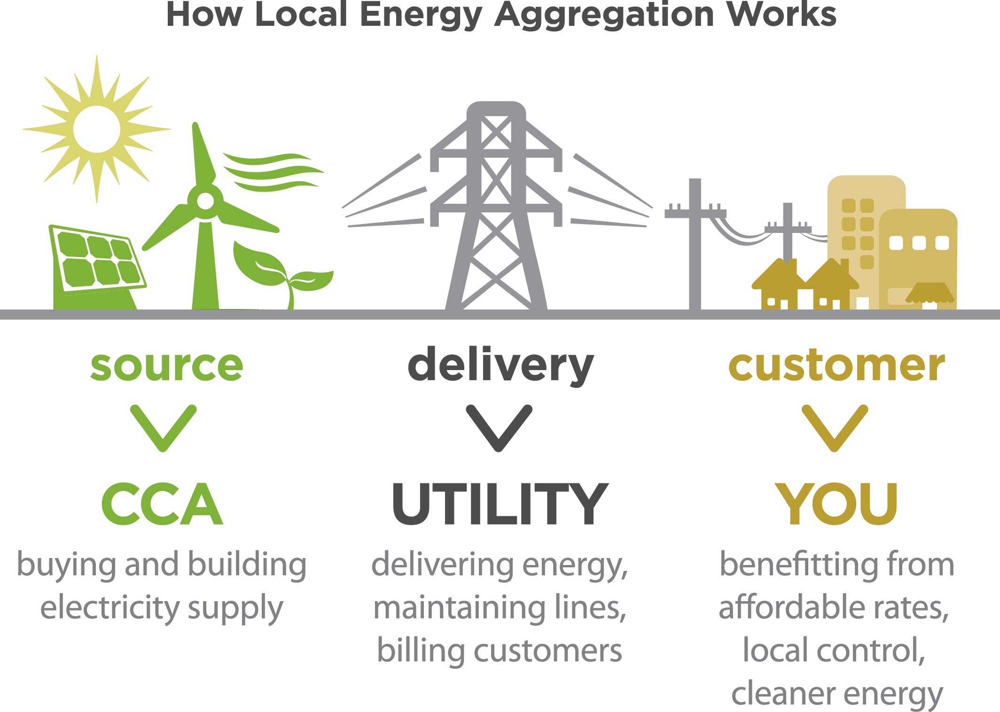 How Local Energy Aggregation Works
source
delivery
customer
CCA
UTILITY
YOU
buying and building
electricity supply
delivering energy,
maintaining lines,
billing customers
benefitting from
affordable rates,
local control,
cleaner energy